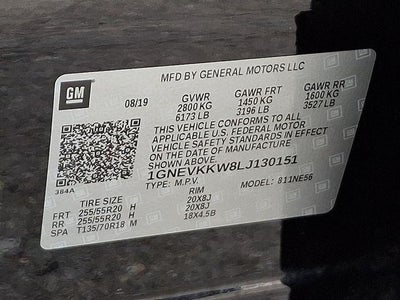 MFD BY GENERAL MOTORS LLC
GM
08/19
GVWR GAWR FRT GAWR RR
2800 KG 1450 KG 1600 KG
6173 LB 3196 LB 3527 LB
THIS VEHICLE CONFORMS TO ALL
APPLICABLE U.S. FEDERAL MOTOR
VEHICLE SAFETY STANDARDS IN EFFECT
ON THE DATE OF MANUFACTURE
SHOWN ABOVE.
1GNEVKKW8LJ130151
384A
TYPE: M.P.V. MODEL: 811NE56
TIRE SIZE RIM
FRT 255/55R20 H 20X8J
RR 255/55R20 H 20X8J
SPA T135/70R18 M 18X4.5B